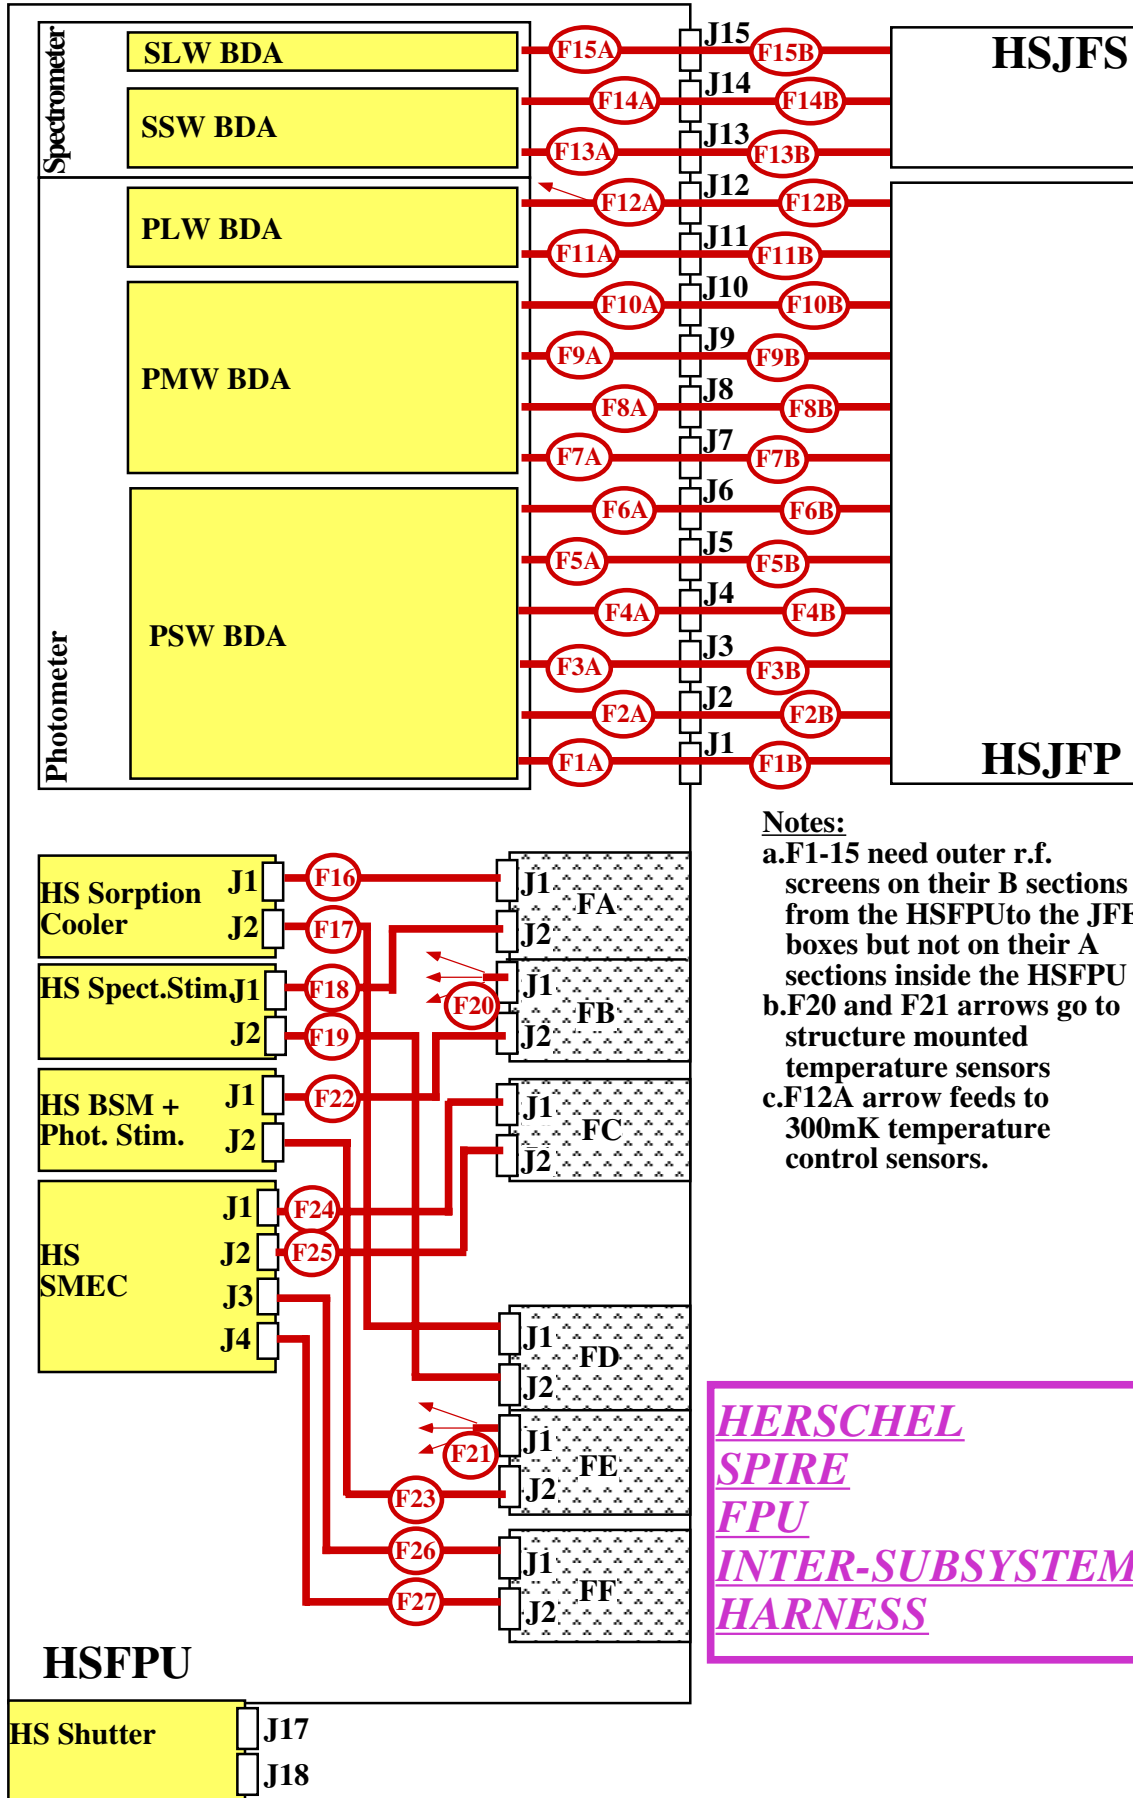 Spectrometer
SLW BDA
F15A
J15
F15B
HSJFS
SSW BDA
F14A
J14
F14B
F13A
J13
F13B
Photometer
PLW BDA
F12A
J12
F12B
F11A
J11
F11B
PMW BDA
F10A
J10
F10B
F9A
J9
F9B
F8A
J8
F8B
F7A
J7
F7B
PSW BDA
F6A
J6
F6B
F5A
J5
F5B
F4A
J4
F4B
F3A
J3
F3B
F2A
J2
F2B
F1A
J1
F1B
HSJFP
Notes:
a.F1-15 need outer r.f.
screens on their B sections
from the HSFPUto the JFE
boxes but not on their A
sections inside the HSFPU
b.F20 and F21 arrows go to
structure mounted
temperature sensors
c.F12A arrow feeds to
300mK temperature
control sensors.
HS Sorption
Cooler
J1
J2
F16
F17
J1
J2
FA
HS Spect.Stim.
J1
J2
F18
F19
F20
J1
J2
FB
HS BSM +
Phot. Stim.
J1
J2
F22
J1
J2
FC
HS
SMEC
J1
J2
J3
J4
F24
F25
J1
J2
FD
F21
J1
J2
FE
F23
F26
F27
J1
J2
FF
HERSCHEL
SPIRE
FPU
INTER-SUBSYSTEM
HARNESS
HSFPU
HS Shutter
J17
J18